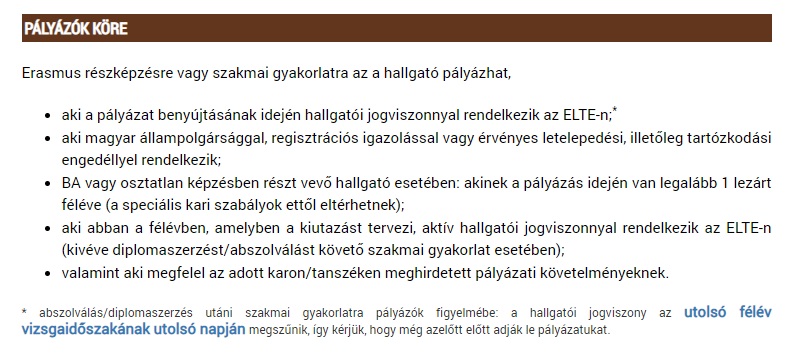 PÁLYÁZÓK KÖRE
Erasmus részképzésre vagy szakmai gyakorlatra az a hallgató pályázhat,
• aki a pályázat benyújtásának idején hallgatói jogviszonnyal rendelkezik az ELTE-n;*
• aki magyar állampolgársággal, regisztrációs igazolással vagy érvényes letelepedési, illetőleg tartózkodási
engedéllyel rendelkezik;
• BA vagy osztatlan képzésben részt vevő hallgató esetében: akinek a pályázás idején van legalább 1 lezárt
féléve (a speciális kari szabályok ettől eltérhetnek);
• aki abban a félévben, amelyben a kiutazást tervezi, aktív hallgatói jogviszonnyal rendelkezik az ELTE-n
(kivéve diplomaszerzést/abszolválást követő szakmai gyakorlat esetében);
• valamint aki megfelel az adott karon/tanszéken meghirdetett pályázati követelményeknek.
* abszolválás/diplomaszerzés utáni szakmai gyakorlatra pályázók figyelmébe: a hallgatói jogviszony az utolsó félév
vizsgaidőszakának utolsó napján megszűnik, így kérjük, hogy még azelőtt előtt adják le pályázatukat.